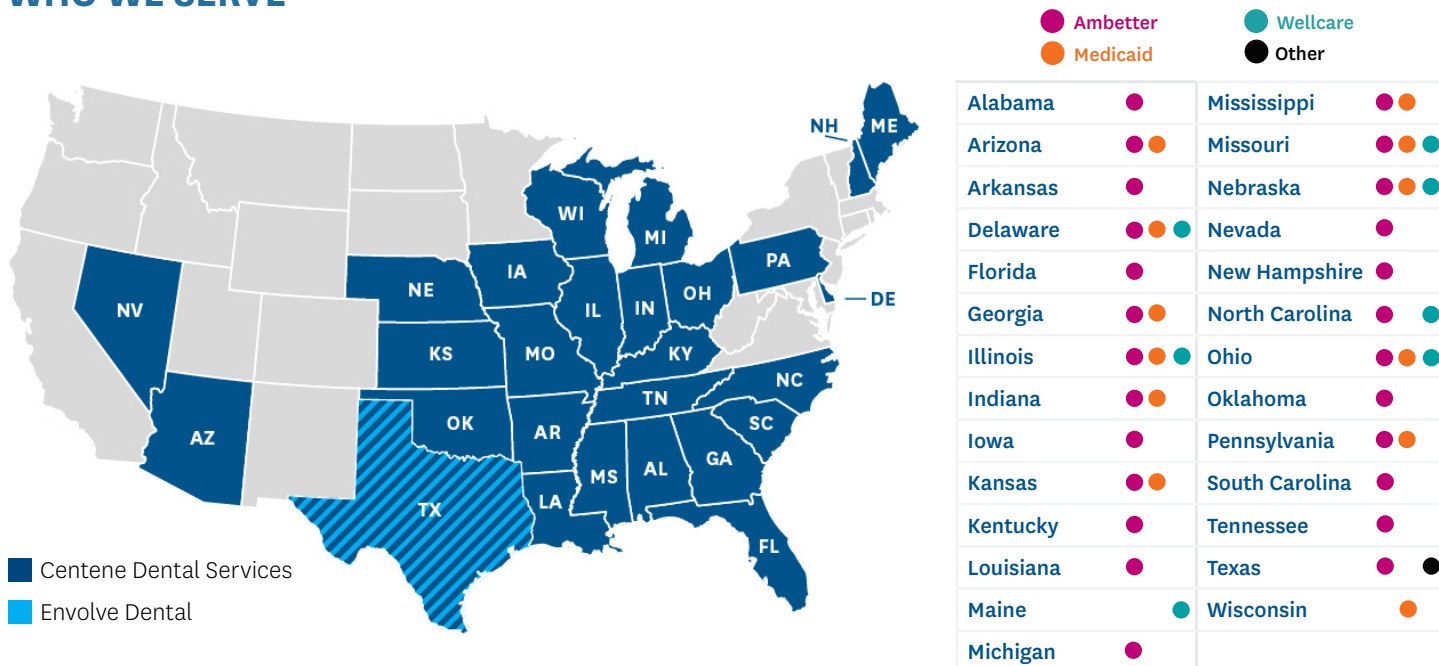 WHO WE SERVE
Ambetter
Wellcare
Medicaid
Other
NH
ME
WI
MI
IA
PA
NE
OH
NV
IL
IN
DE
KS
MO
KY
NC
TN
AZ
OK
AR
SC
GA
AL
MS
LA
TX
FL
Centene Dental Services
Envolve Dental
Alabama
Mississippi
Arizona
Missouri
Arkansas
Nebraska
Delaware
Nevada
Florida
New Hampshire
Georgia
North Carolina
Illinois
Ohio
Indiana
Oklahoma
Iowa
Pennsylvania
Kansas
South Carolina
Kentucky
Tennessee
Louisiana
Texas
Maine
Wisconsin
Michigan